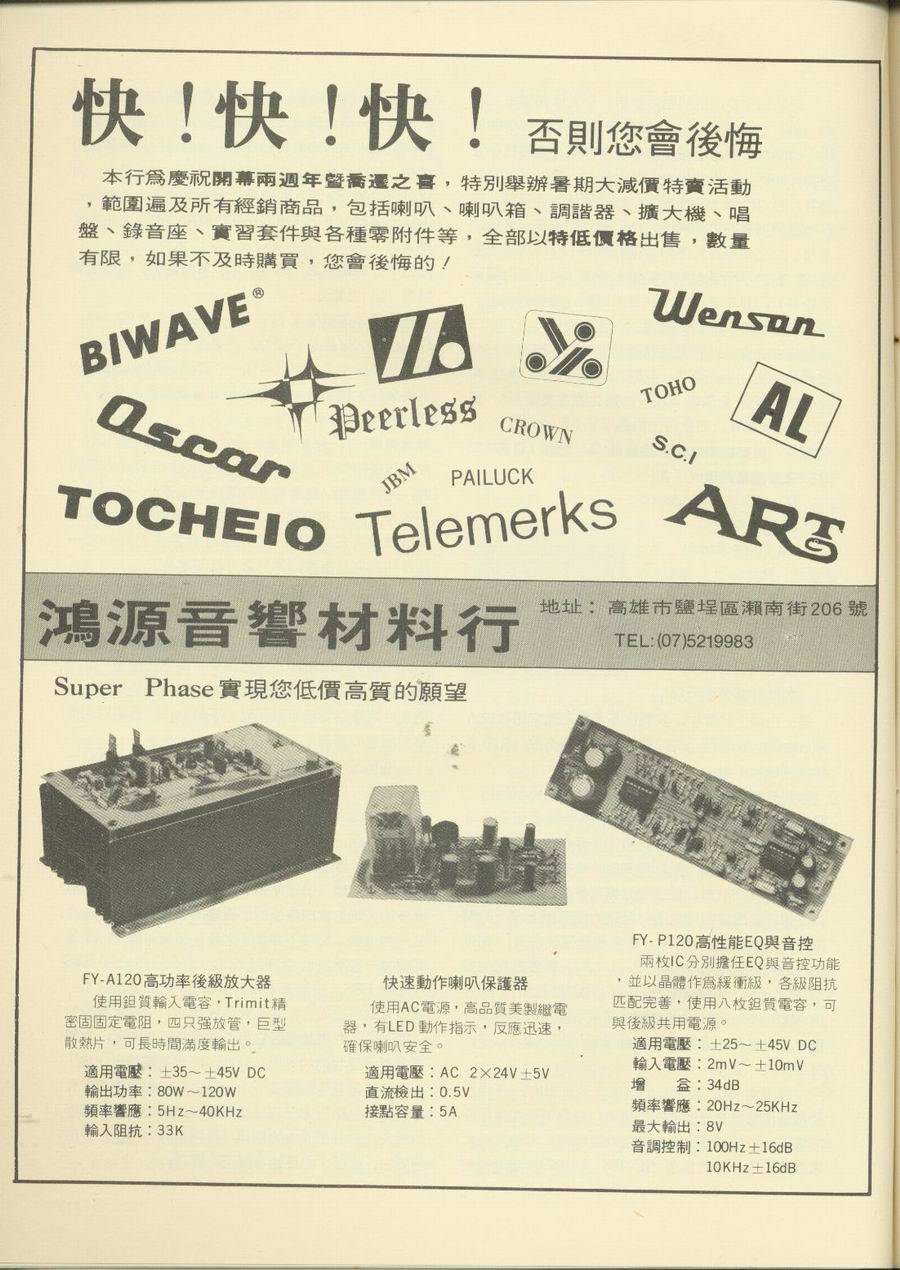 快！快！快！ 否則您會後悔
本行爲慶祝開幕兩週年暨喬遷之喜，特別舉辦暑期大減價特賣活動
，範圍遍及所有經銷商品，包括喇叭、喇叭箱、調諧器、擴大機、唱
盤、錄音座、實習套件與各種零附件等，全部以特低價格出售，數量
有限，如果不及時購買，您會後悔的！
BIWAVE®
Wensan
TOHO
AL
Oscar
Peerless
CROWN
S.C.I
JBM
PAILUCK
TOCHEIO
Telemerks
ART
鴻源音響材料行
地址：高雄市鹽埕區瀨南街206號
TEL:(07)5219983
Super Phase實現您低價高質的願望
FY-A120高功率後級放大器
使用鉭質輸入電容，Trimit精
密固固定電阻，四只強放管，巨型
散熱片，可長時間滿度輸出。
適用電壓：±35～±45V DC
輸出功率：80W～120W
頻率響應：5Hz～40KHz
輸入阻抗：33K
快速動作喇叭保護器
使用AC電源，高品質美製繼電
器，有LED動作指示，反應迅速，
確保喇叭安全。
適用電壓：AC 2×24V±5V
直流檢出：0.5V
接點容量：5A
FY-P120高性能EQ與音控
兩枚IC分別擔任EQ與音控功能
，並以晶體作爲緩衝級，各級阻抗
匹配完善，使用八枚鉭質電容，可
與後級共用電源。
適用電壓：±25～±45V DC
輸入電壓：2mV～±10mV
增　益：34dB
頻率響應：20Hz～25KHz
最大輸出：8V
音調控制：100Hz±16dB
10KHz±16dB